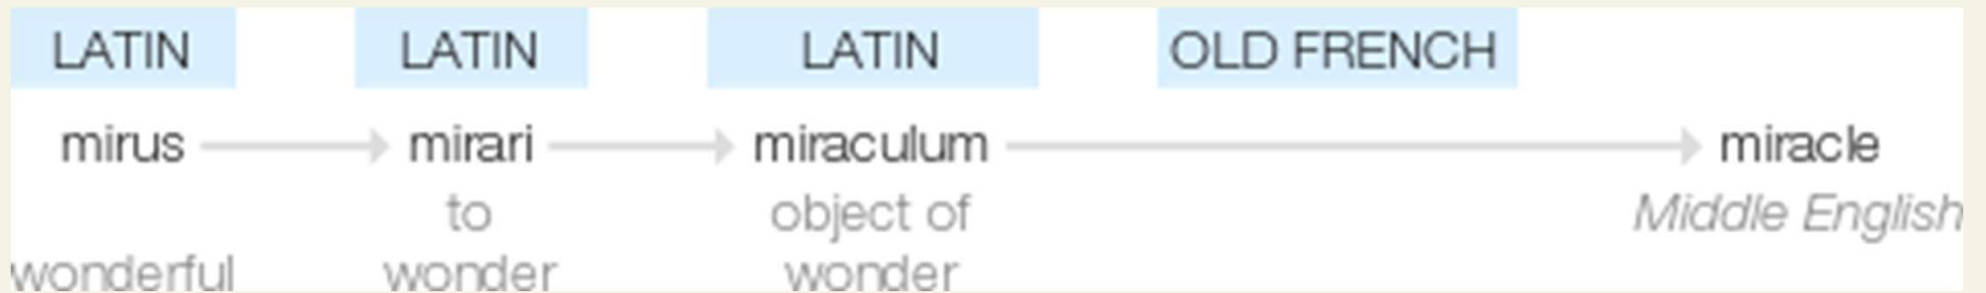 LATIN LATIN LATIN OLD FRENCH
mirus mirari miraculum miracle
to object of Middle English
wonderful wonder wonder